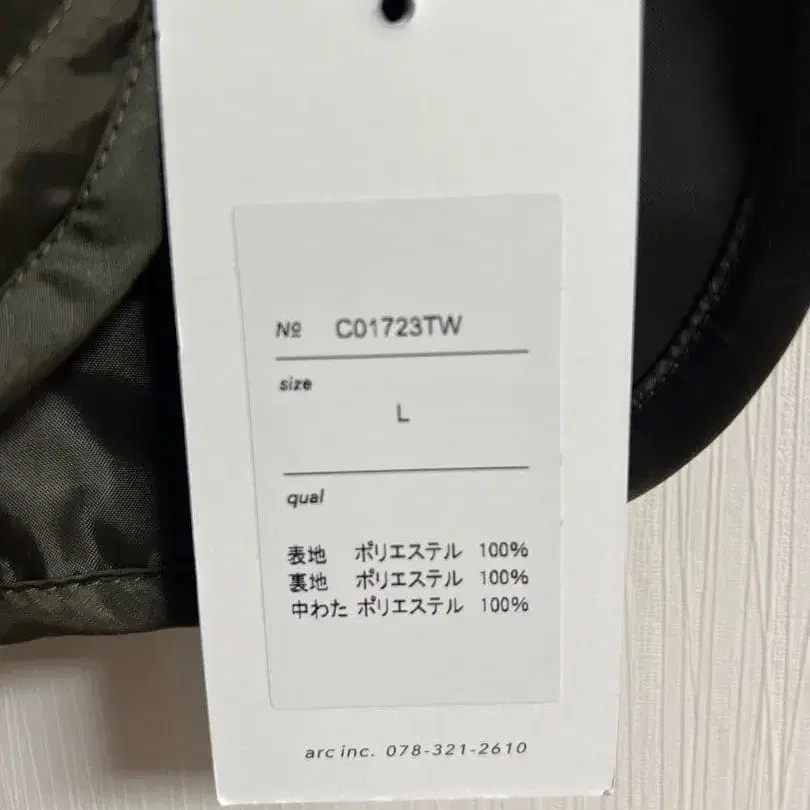 № C01723TW
size
L
qual
表地 ポリエステル 100%
裏地 ポリエステル 100%
中わた ポリエステル 100%
arc inc. 078-321-2610